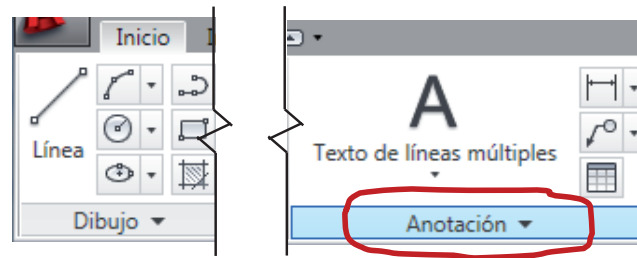 Inicio
Línea
Dibujo
A
Texto de líneas múltiples
Anotación